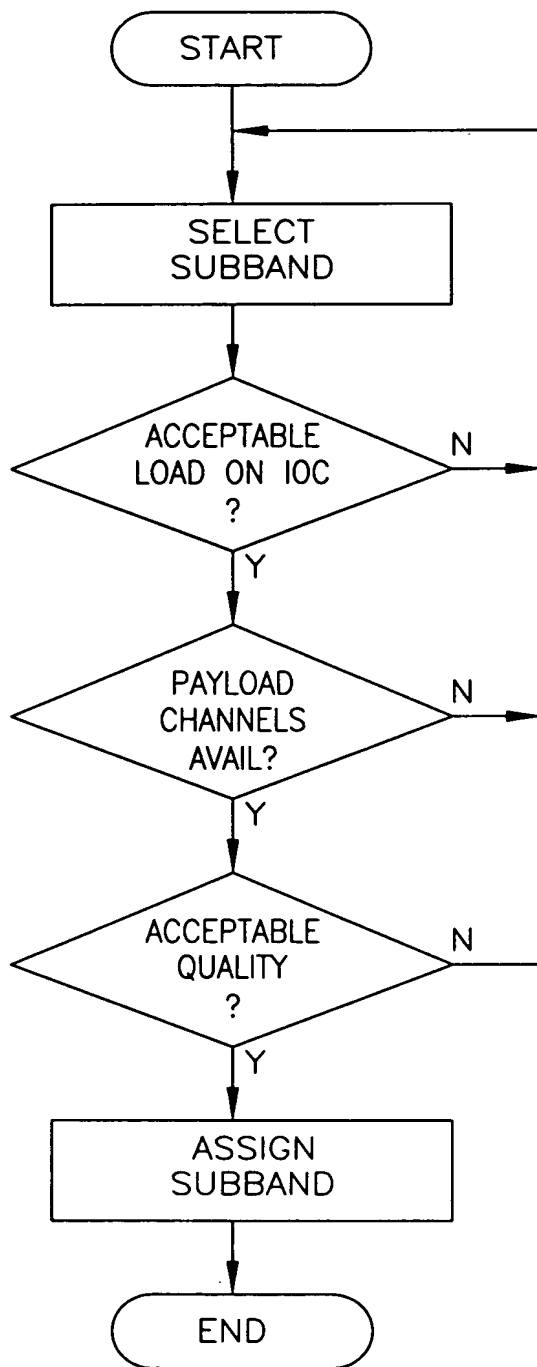 START
SELECT
SUBBAND
ACCEPTABLE
LOAD ON IOC
?
N
Y
PAYLOAD
CHANNELS
AVAIL?
N
Y
ACCEPTABLE
QUALITY
?
N
Y
ASSIGN
SUBBAND
END